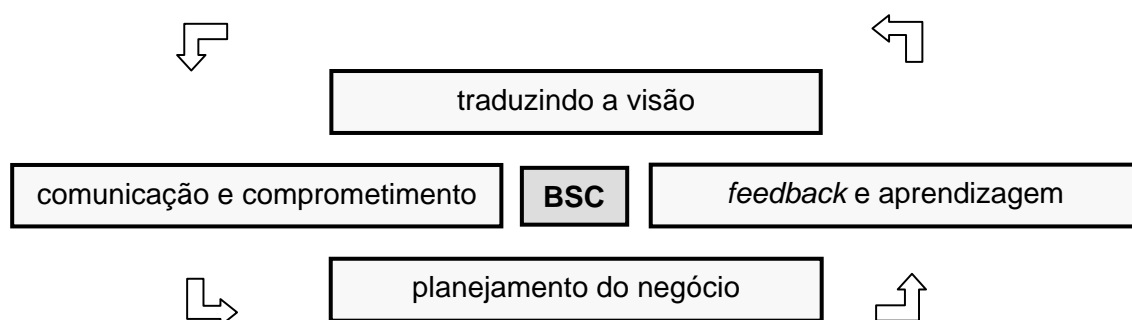 traduzindo a visão
comunicação e comprometimento
BSC
feedback e aprendizagem
planejamento do negócio